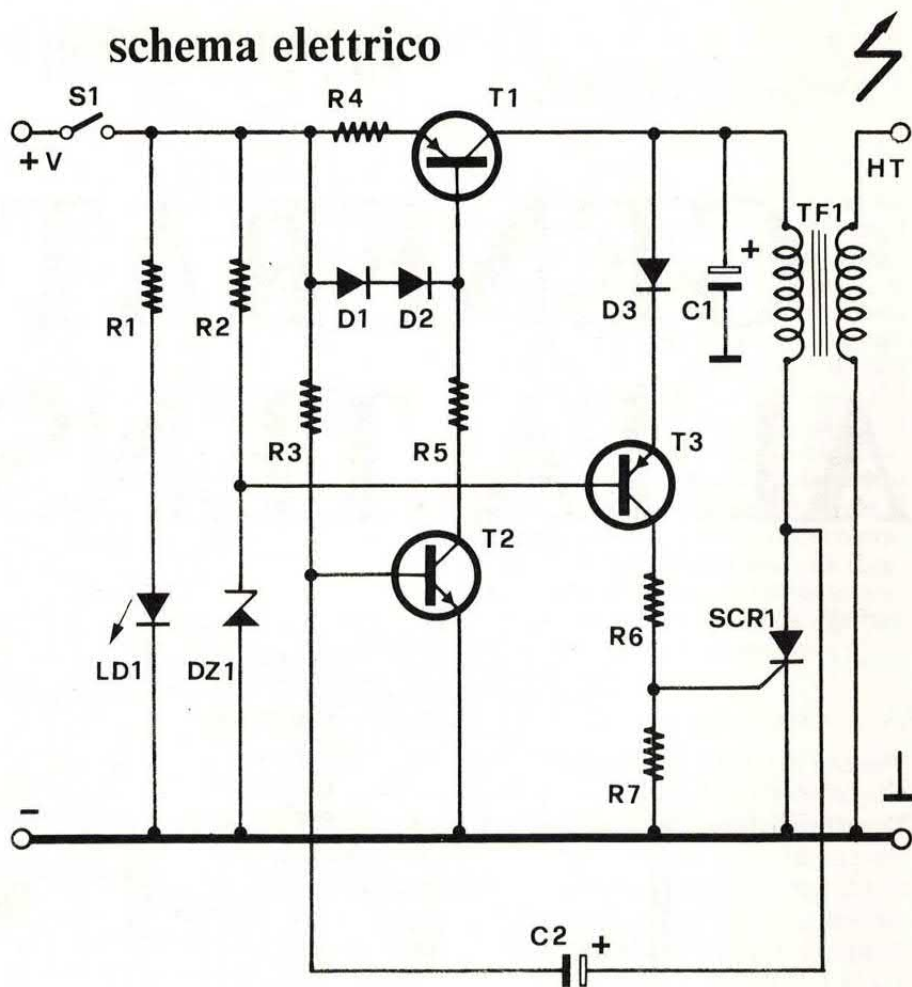 schema elettrico
S1
R4
T1
+V
HT
TF1
+
R1
R2
D1
D2
D3
C1
R3
R5
T3
T2
R6
SCR1
LD1
DZ1
R7
-
C2
+